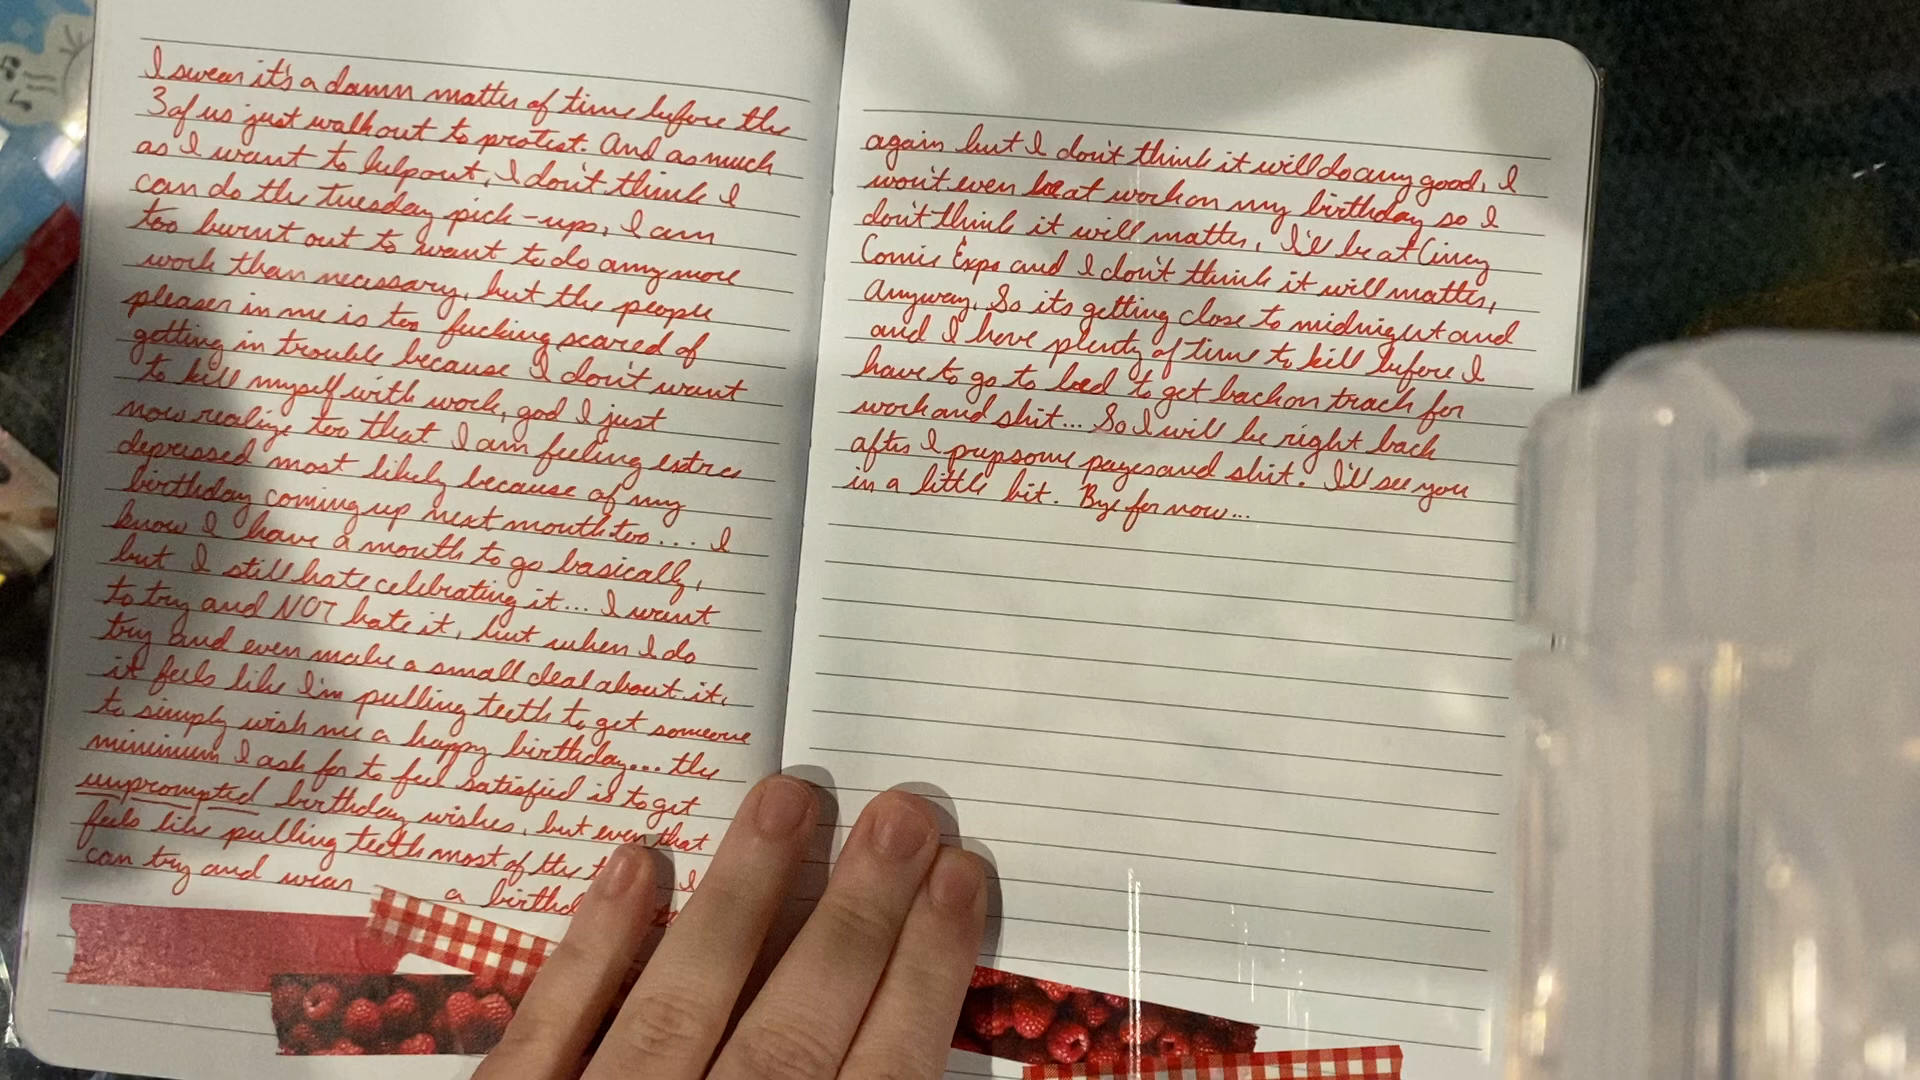 I swear it's a damn matter of time before the
3 of us just walk out to protest. And as much
as I want to help out, I don't think I
can do the Tuesday pick-ups, I am
too burnt out to want to do any more
work than necessary, but the people
pleaser in me is too fucking scared of
getting in trouble because I don't want
to kill myself with work, god I just
now realize too that I am feeling extra
depressed most likely because of my
birthday coming up next month too... I
know I have a month to go basically,
but I still hate celebrating it... I want
to try and NOT hate it, but when I do
try and even make a small deal about it,
it feels like I'm pulling teeth to get someone
to simply wish me a happy birthday... the
minimum I ask for to feel satisfied is to get
unprompted birthday wishes, but even that
feels like pulling teeth most of the I
can try and wear a
again but I don't think it will do any good, I
won't even be at work on my birthday so I
don't think it will matter, I'll be at Cincy
Comic Expo and I don't think it will matter,
Anyway, So its getting close to midnight and
and I have plenty of time to kill before I
have to go to bed to get back on track for
work and shit... So I will be right back
after I prep some pages and shit. I'll see you
in a little bit. Bye for now...